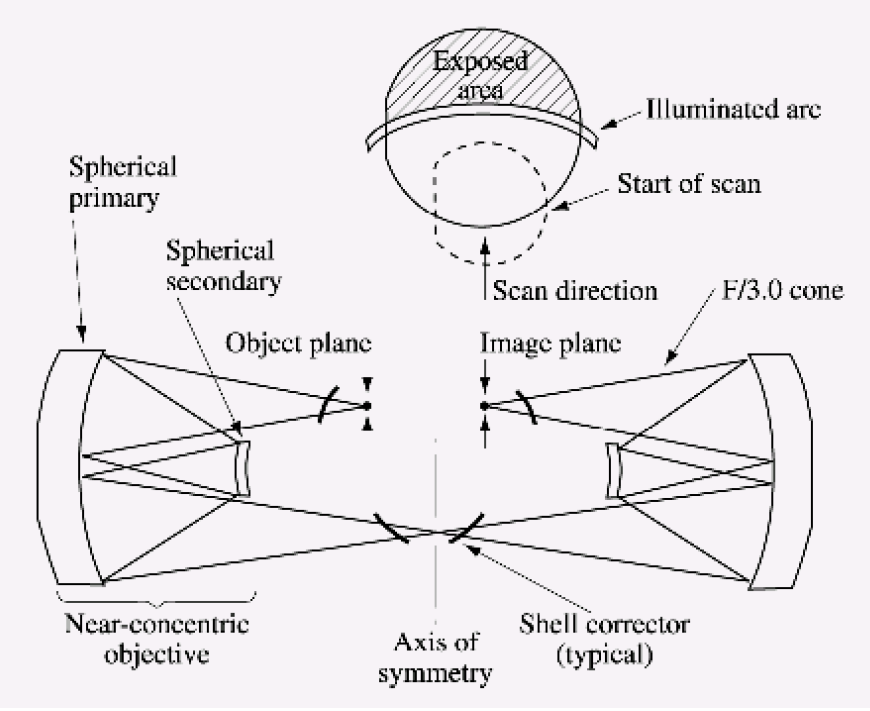 Exposed
area
Illuminated arc
Spherical
primary
Start of scan
Spherical
secondary
Scan direction
F/3.0 cone
Object plane
Image plane
Near-concentric
objective
Axis of
symmetry
Shell corrector
(typical)